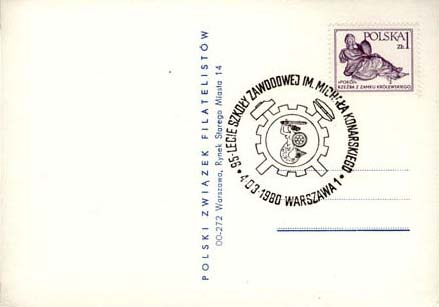 POLSKI ZWIĄZEK FILATELISTÓW
00-272 Warszawa, Rynek Starego Miasta 14
POLSKA 1
ZŁ
«POKÓJ»
RZEŹBA Z ZAMKU KRÓLEWSKIEGO
95-LECIE SZKOŁY ZAWODOWEJ IM. MICHAŁA KONARSKIEGO
• 4.03-1980 WARSZAWA 1 •